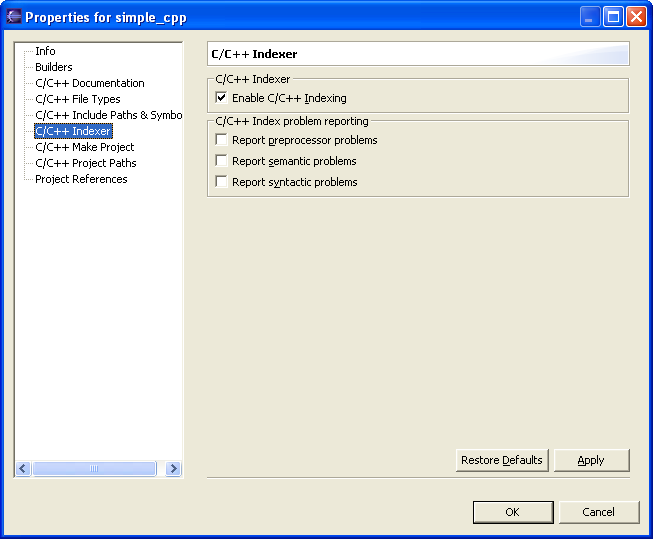 Properties for simple_cpp
Info
Builders
C/C++ Documentation
C/C++ File Types
C/C++ Include Paths & Symbo
C/C++ Indexer
C/C++ Make Project
C/C++ Project Paths
Project References
C/C++ Indexer
C/C++ Indexer
Enable C/C++ Indexing
C/C++ Index problem reporting
Report preprocessor problems
Report semantic problems
Report syntactic problems
Restore Defaults
Apply
OK
Cancel